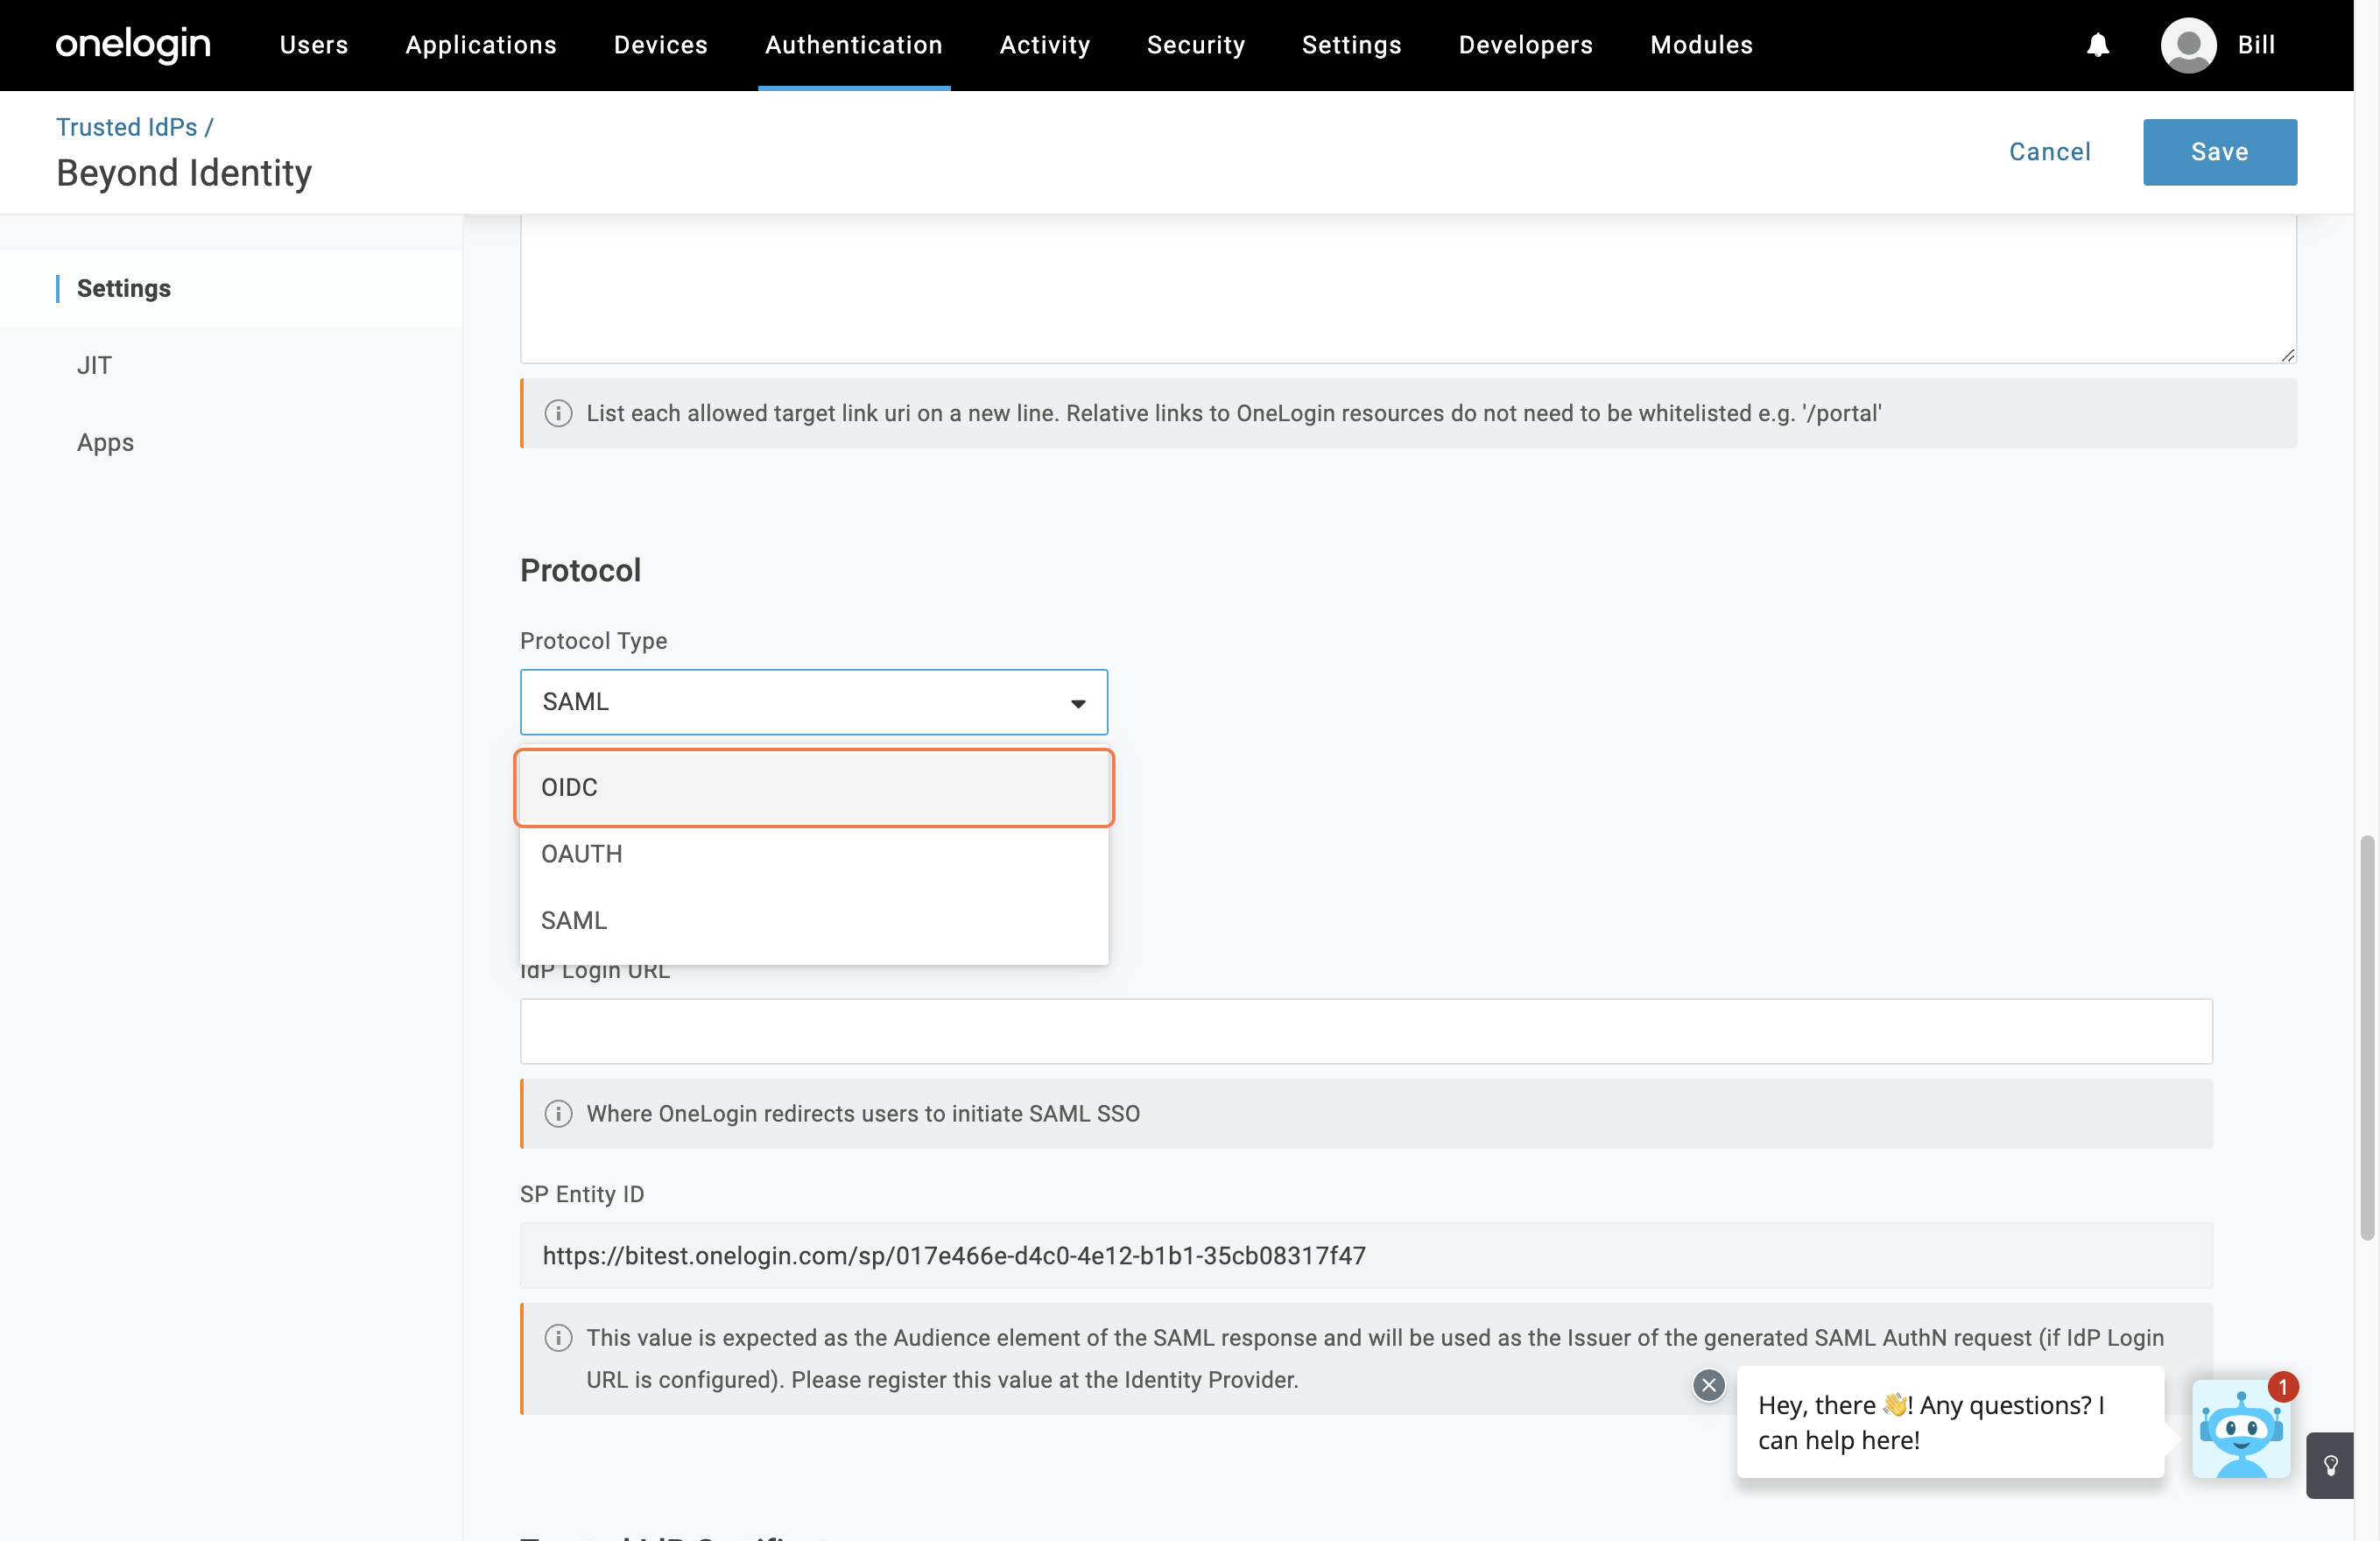 onelogin Users Applications Devices Authentication Activity Security Settings Developers Modules Bill
Trusted IdPs /
Beyond Identity
Cancel Save
Settings
JIT
Apps
List each allowed target link uri on a new line. Relative links to OneLogin resources do not need to be whitelisted e.g. '/portal'
Protocol
Protocol Type
SAML
OIDC
OAUTH
SAML
IdP Login URL
Where OneLogin redirects users to initiate SAML SSO
SP Entity ID
https://bitest.onelogin.com/sp/017e466e-d4c0-4e12-b1b1-35cb08317f47
This value is expected as the Audience element of the SAML response and will be used as the Issuer of the generated SAML AuthN request (if IdP Login
URL is configured). Please register this value at the Identity Provider.
Hey, there 👋! Any questions? I
can help here!
1